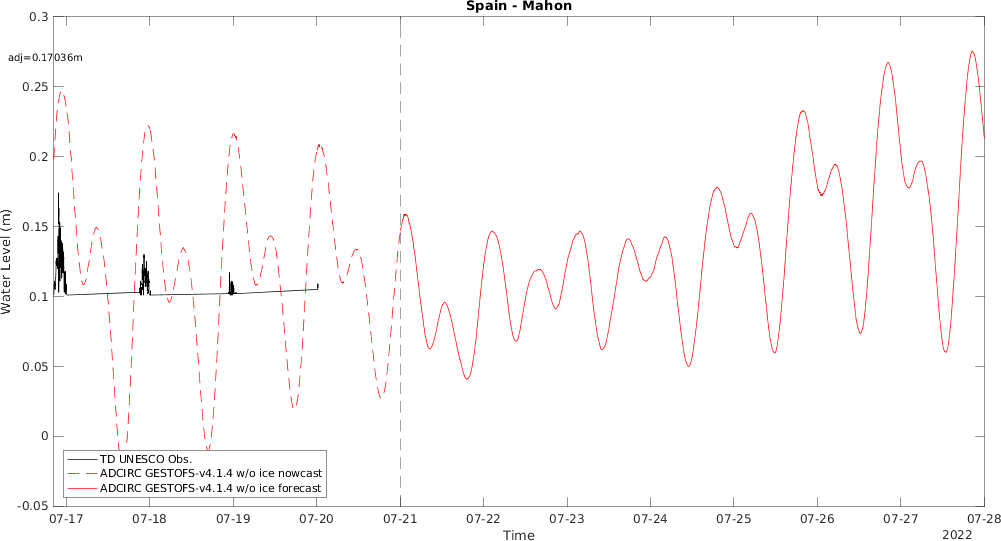 Spain - Mahon
adj=0.17036m
0.3
0.25
0.2
0.15
0.1
0.05
0
-0.05
Water Level (m)
TD UNESCO Obs.
ADCIRC GESTOFS-v4.1.4 w/o ice nowcast
ADCIRC GESTOFS-v4.1.4 w/o ice forecast
07-17 07-18 07-19 07-20 07-21 07-22 07-23 07-24 07-25 07-26 07-27 07-28
Time
2022